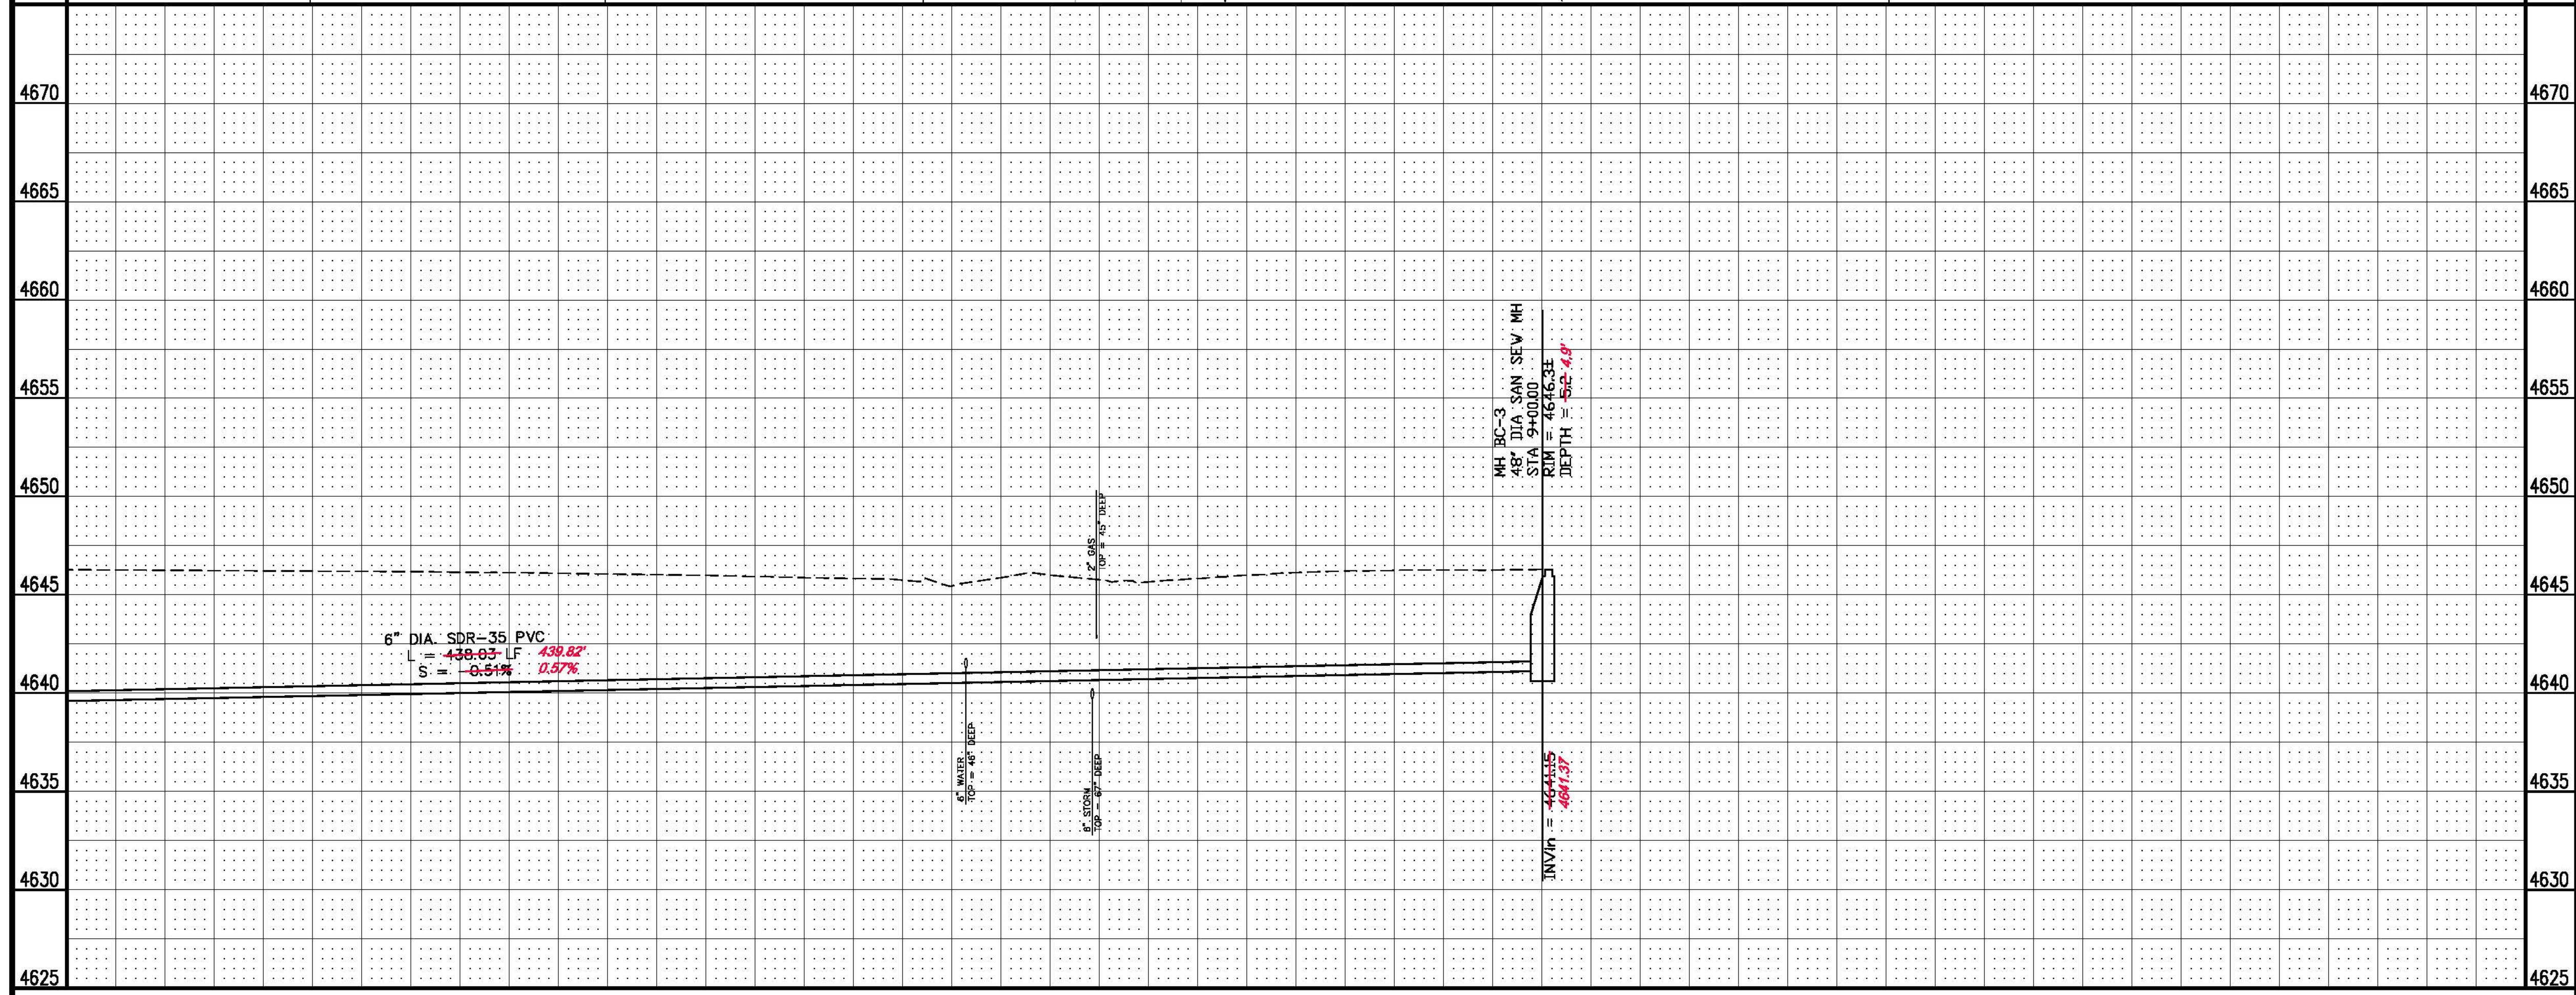 4670
4670
4665
4665
4660
4660
4655
4655
4650
4650
4645
4645
4640
4640
4635
4635
4630
4630
4625
4625
6" DIA. SDR-35 PVC
L = 438.03 LF 439.82'
S = 0.51% 0.57%
6" WATER
TOP = 46" DEEP
2" GAS
TOP = 45" DEEP
8" STORM
TOP = 67" DEEP
MH BC-3
48" DIA SAN SEW MH
STA 9+00.00
RIM = 4646.3±
DEPTH = 5.2 4.9'
INVin = 4641.15
4641.37